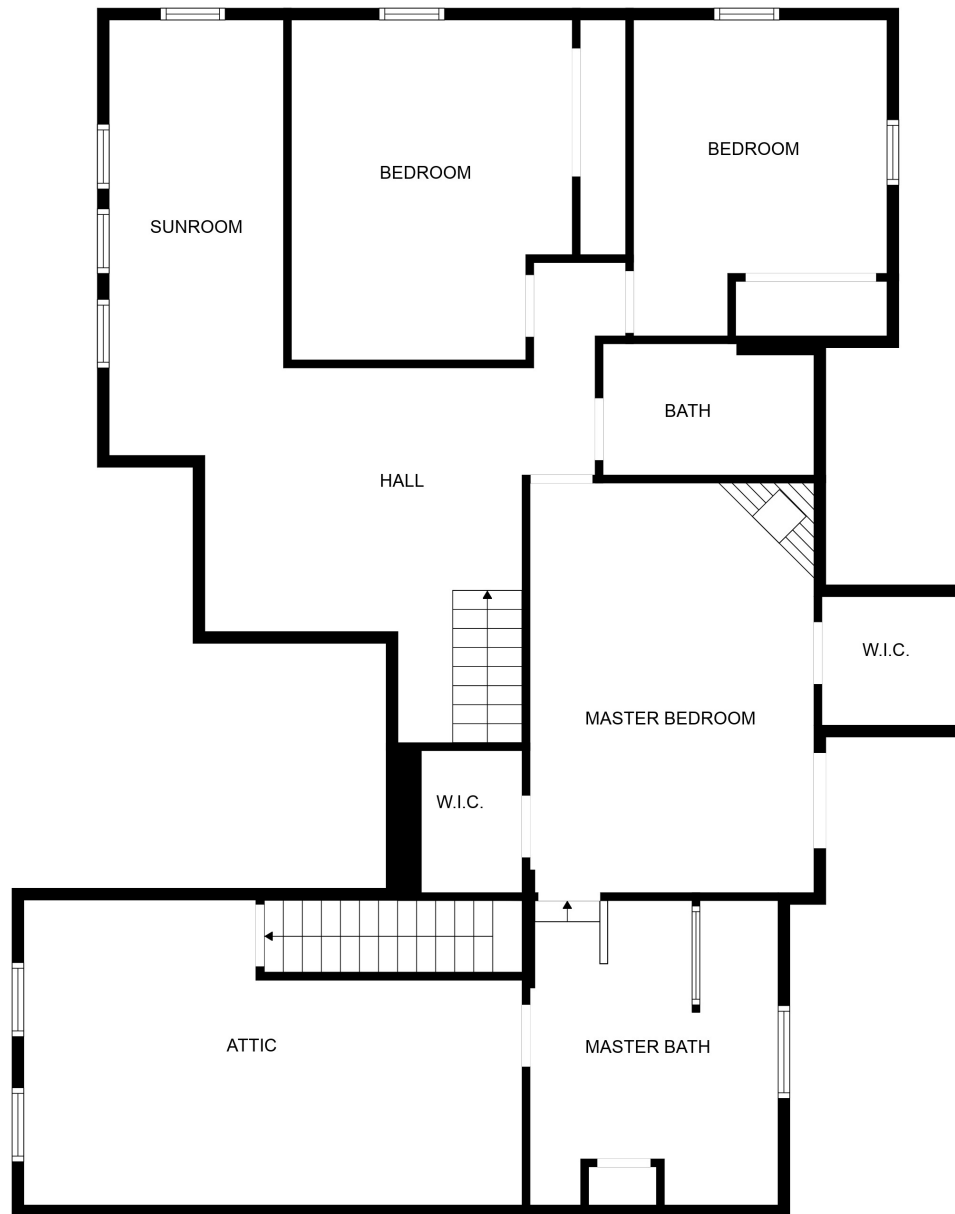 BEDROOM
BEDROOM
SUNROOM
BATH
HALL
W.I.C.
MASTER BEDROOM
W.I.C.
ATTIC
MASTER BATH